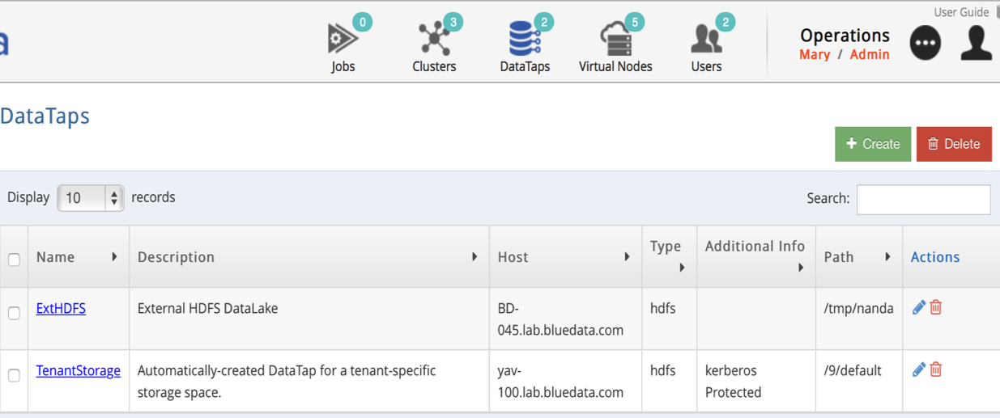 User Guide
0 3 2 5 2
Jobs Clusters DataTaps Virtual Nodes Users
Operations
Mary / Admin
DataTaps
Create Delete
Display 10 records Search:
Name Description Host Type Additional Info Path Actions
ExtHDFS External HDFS DataLake BD- hdfs /tmp/nanda
045.lab.bluedata.com
TenantStorage Automatically-created DataTap for a tenant-specific yav- hdfs kerberos /9/default
storage space. 100.lab.bluedata.com Protected